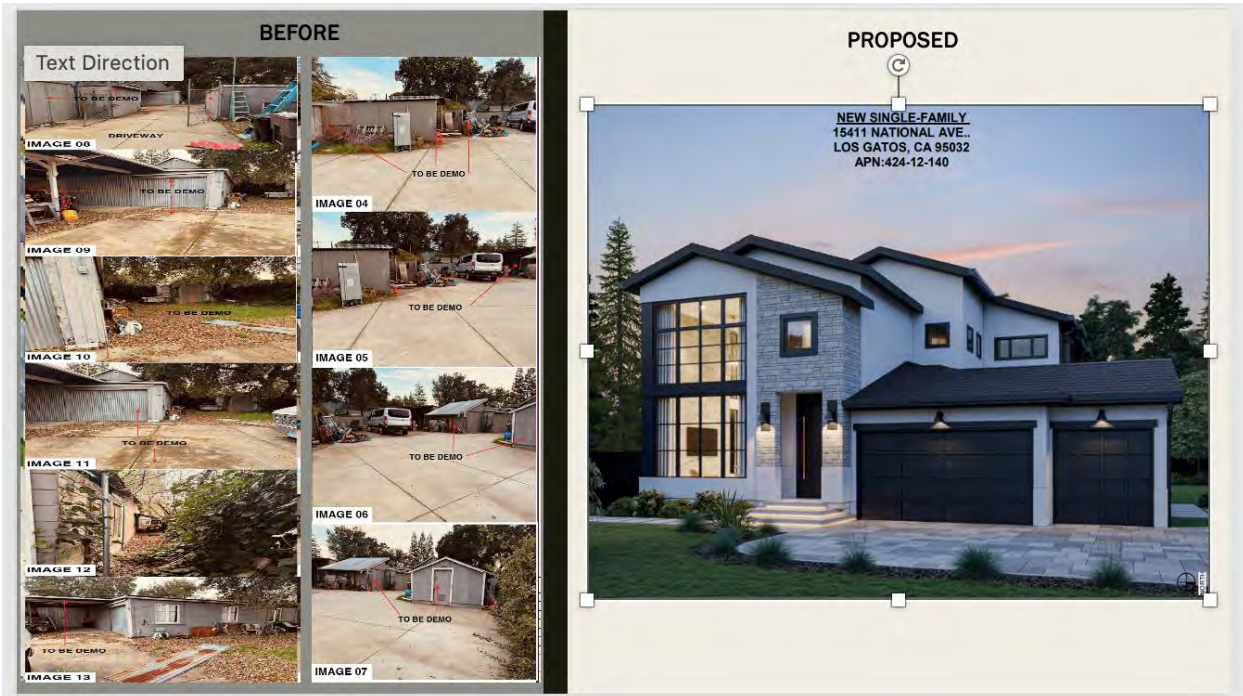 BEFORE
Text Direction
TO BE DEMO
DRIVEWAY
IMAGE 08
TO BE DEMO
IMAGE 09
TO BE DEMO
IMAGE 10
TO BE DEMO
IMAGE 11
IMAGE 12
TO BE DEMO
IMAGE 13
TO BE DEMO
IMAGE 04
TO BE DEMO
IMAGE 05
TO BE DEMO
IMAGE 06
TO BE DEMO
IMAGE 07
PROPOSED
NEW SINGLE-FAMILY
15411 NATIONAL AVE..
LOS GATOS, CA 95032
APN:424-12-140
NORTH